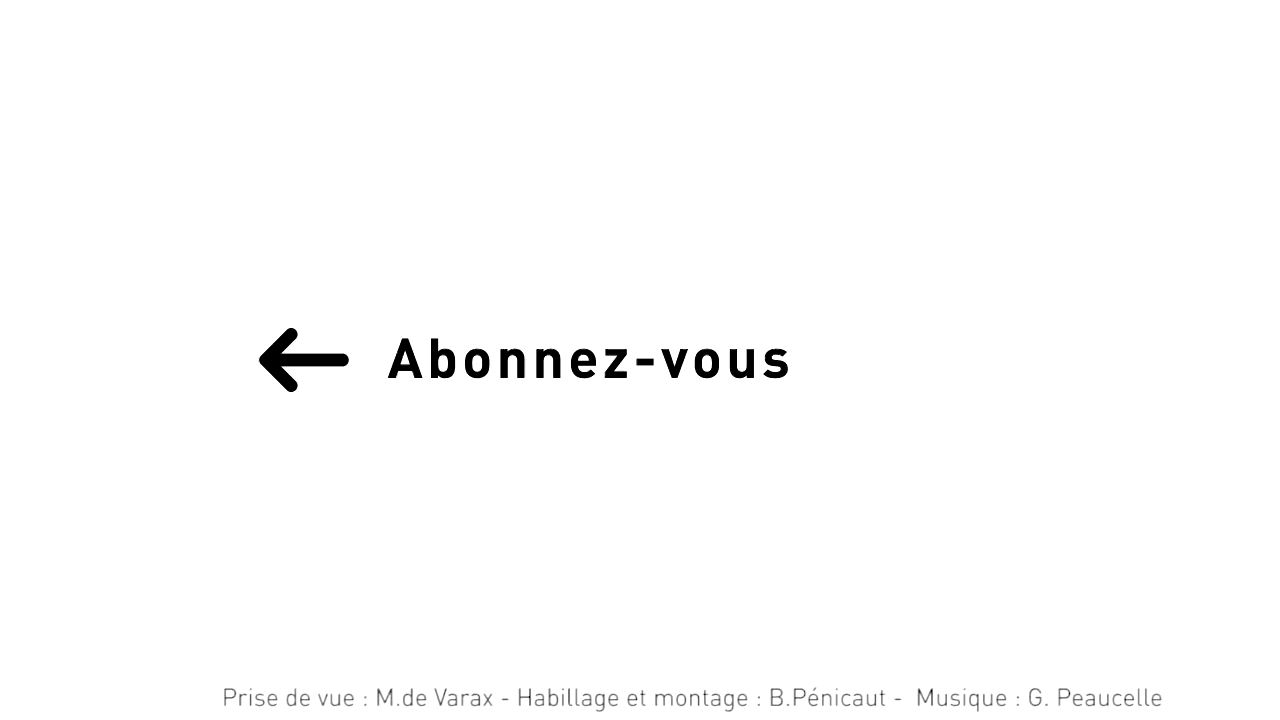 Abonnez-vous
Prise de vue : M.de Varax - Habillage et montage : B.Pénicaut - Musique : G. Peaucelle